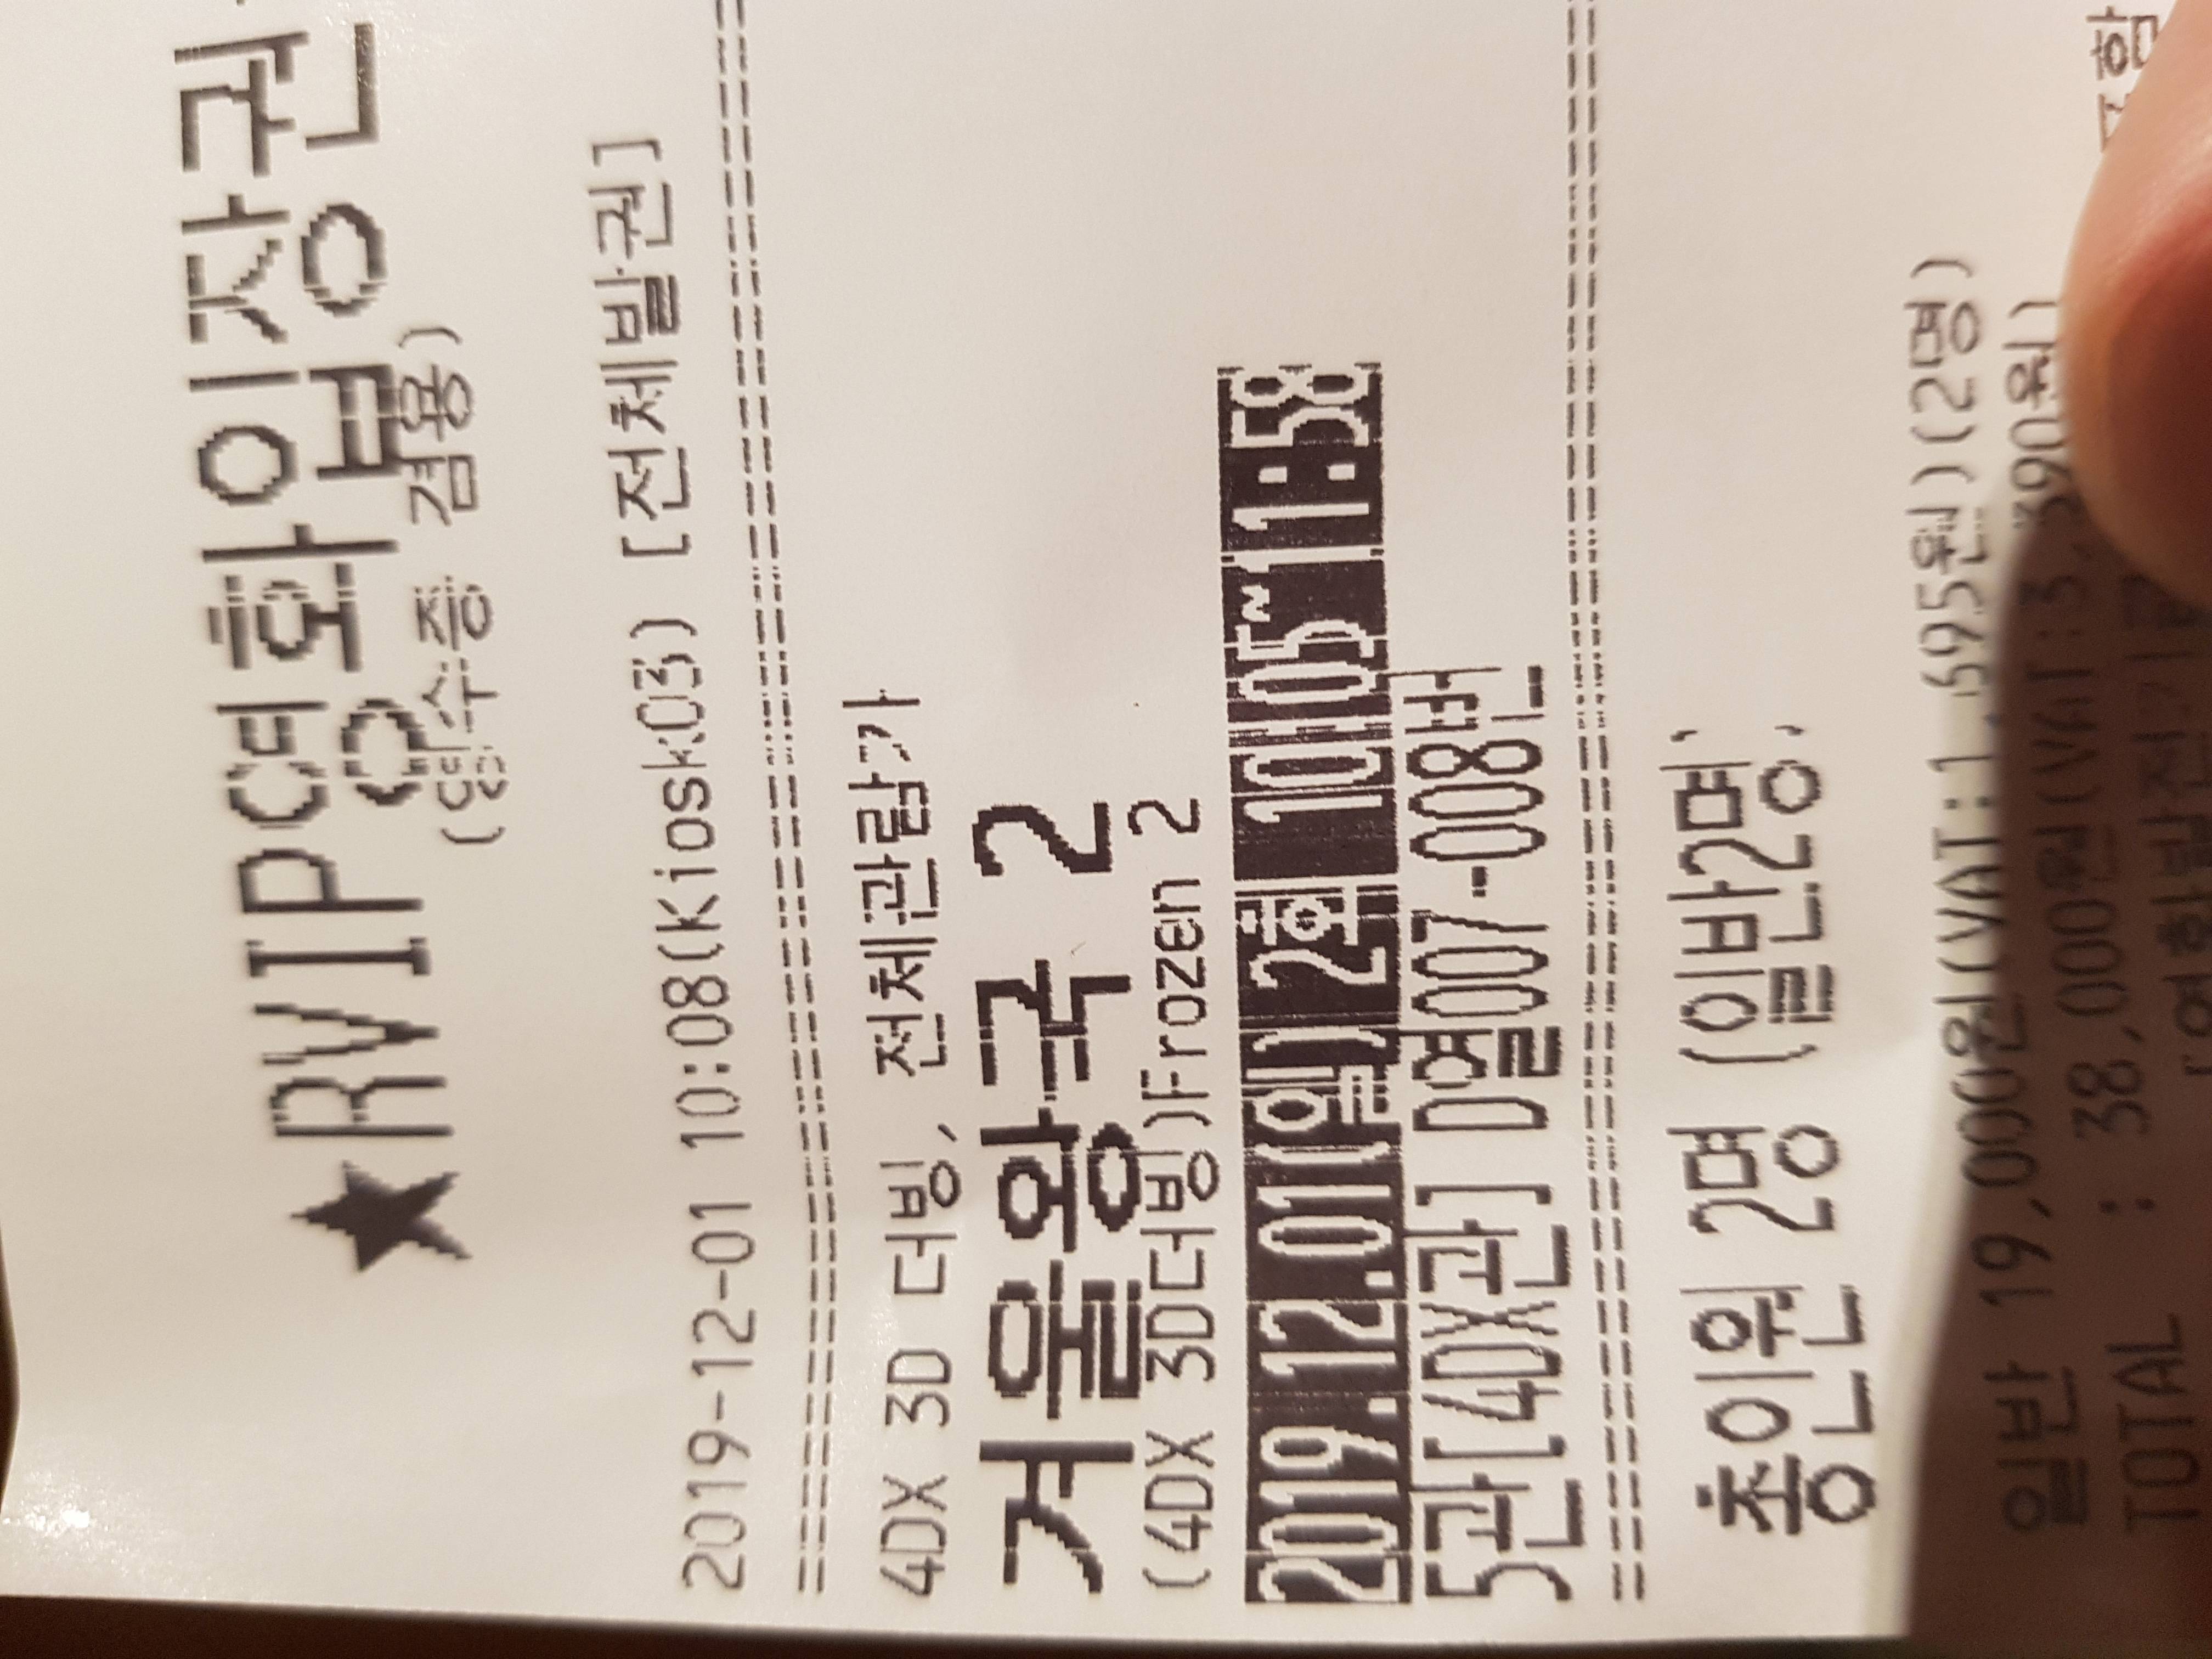 ★RVIP영화입장권
(영수증 겸용)
2019-12-01 10:08(Kiosk03) [전체발권]
4DX 3D 더빙, 전체관람가
겨울왕국 2
(4DX 3D더빙)Frozen 2
2019.12.01(일) 2회 10:05~11:58
5관[4DX관] D열007-008번
총인원 2명 (일반2명)
일반 19,000원(VAT:1,695원)(2명)
TOTAL : 38,000원(VAT:3,390원)
포함